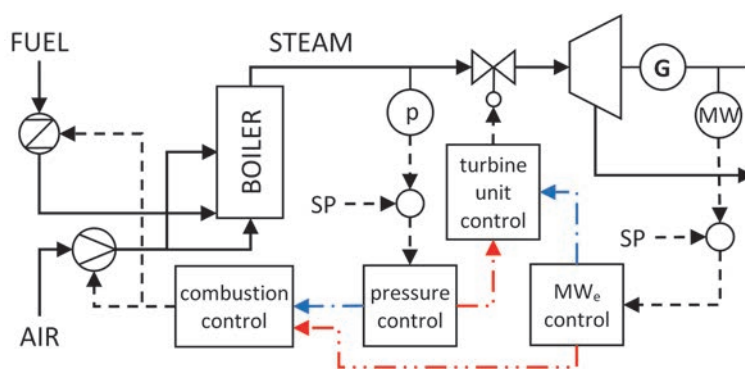 FUEL
STEAM
BOILER
G
p
MW
turbine
unit
control
SP
SP
combustion
control
pressure
control
MWe
control
AIR